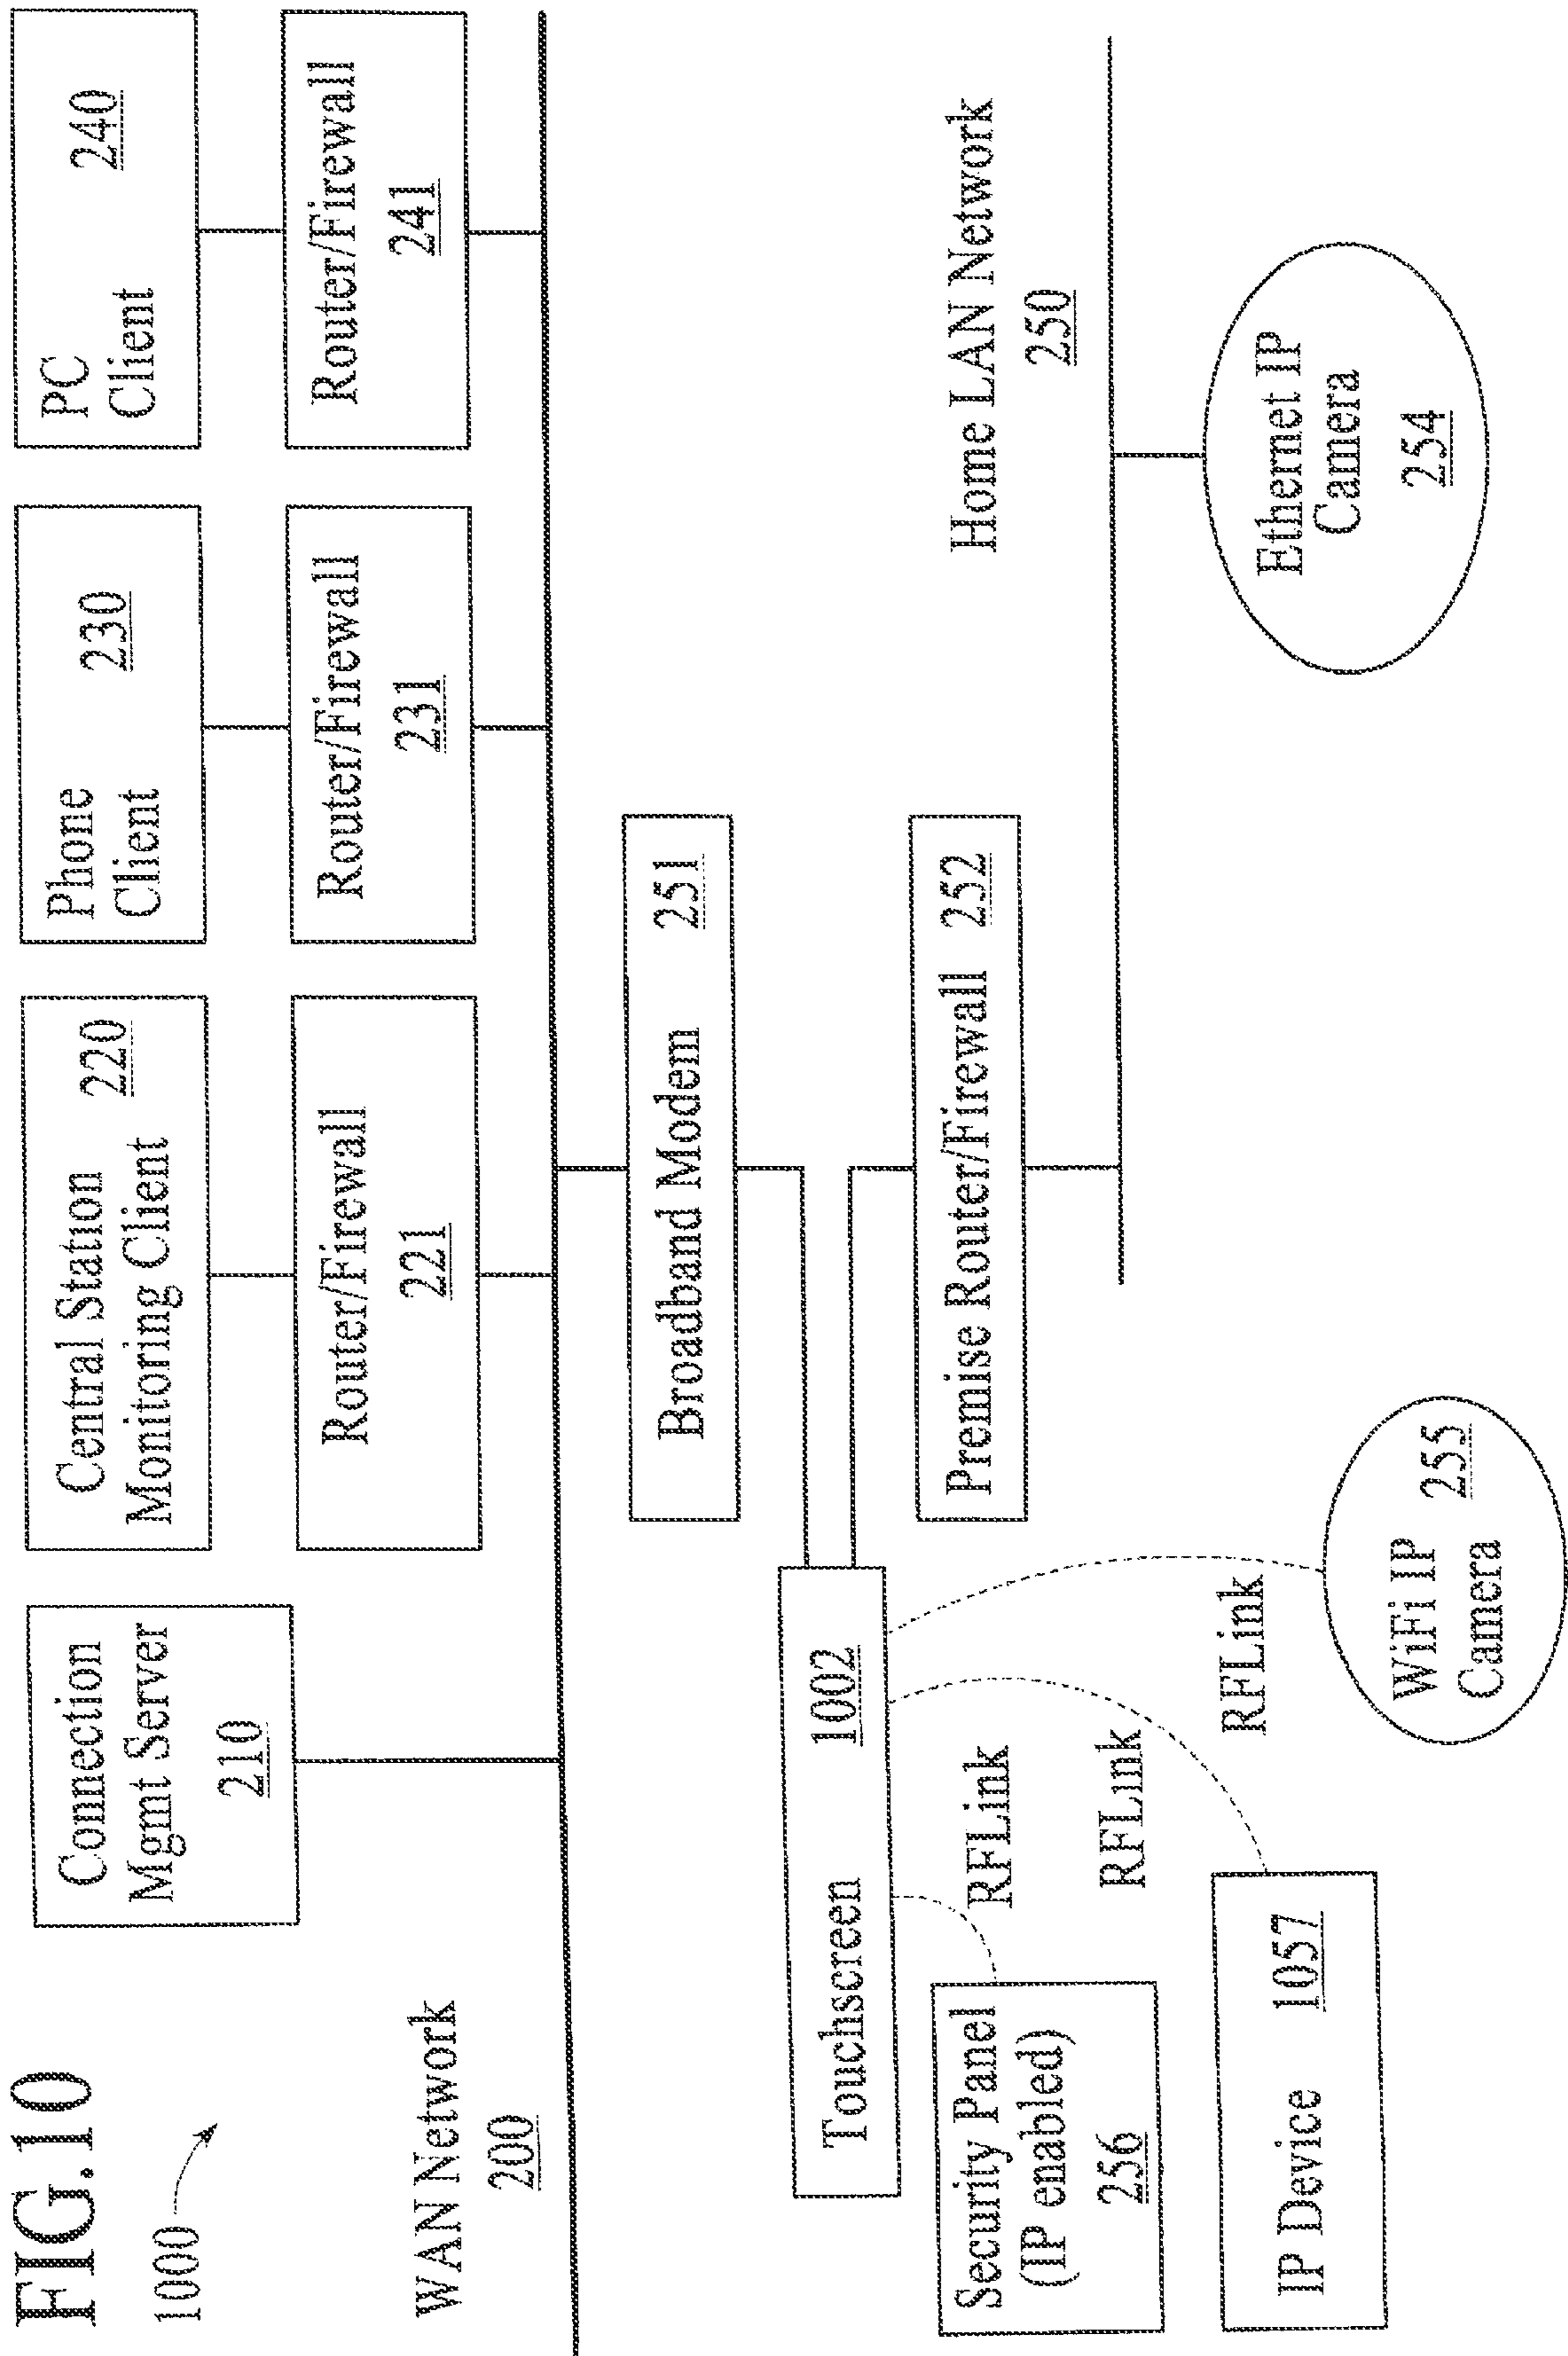 FIG.10
1000
Connection
Mgmt Server
210
Central Station
Monitoring Client
220
Phone
Client
230
PC
Client
240
Router/Firewall
221
Router/Firewall
231
Router/Firewall
241
WAN Network
200
Broadband Modem 251
Touchscreen 1002
Premise Router/Firewall 252
Home LAN Network
250
Security Panel
(IP enabled)
256
RFLink
RFLink
RFLink
IP Device 1057
WiFi IP
Camera
255
Ethernet IP
Camera
254